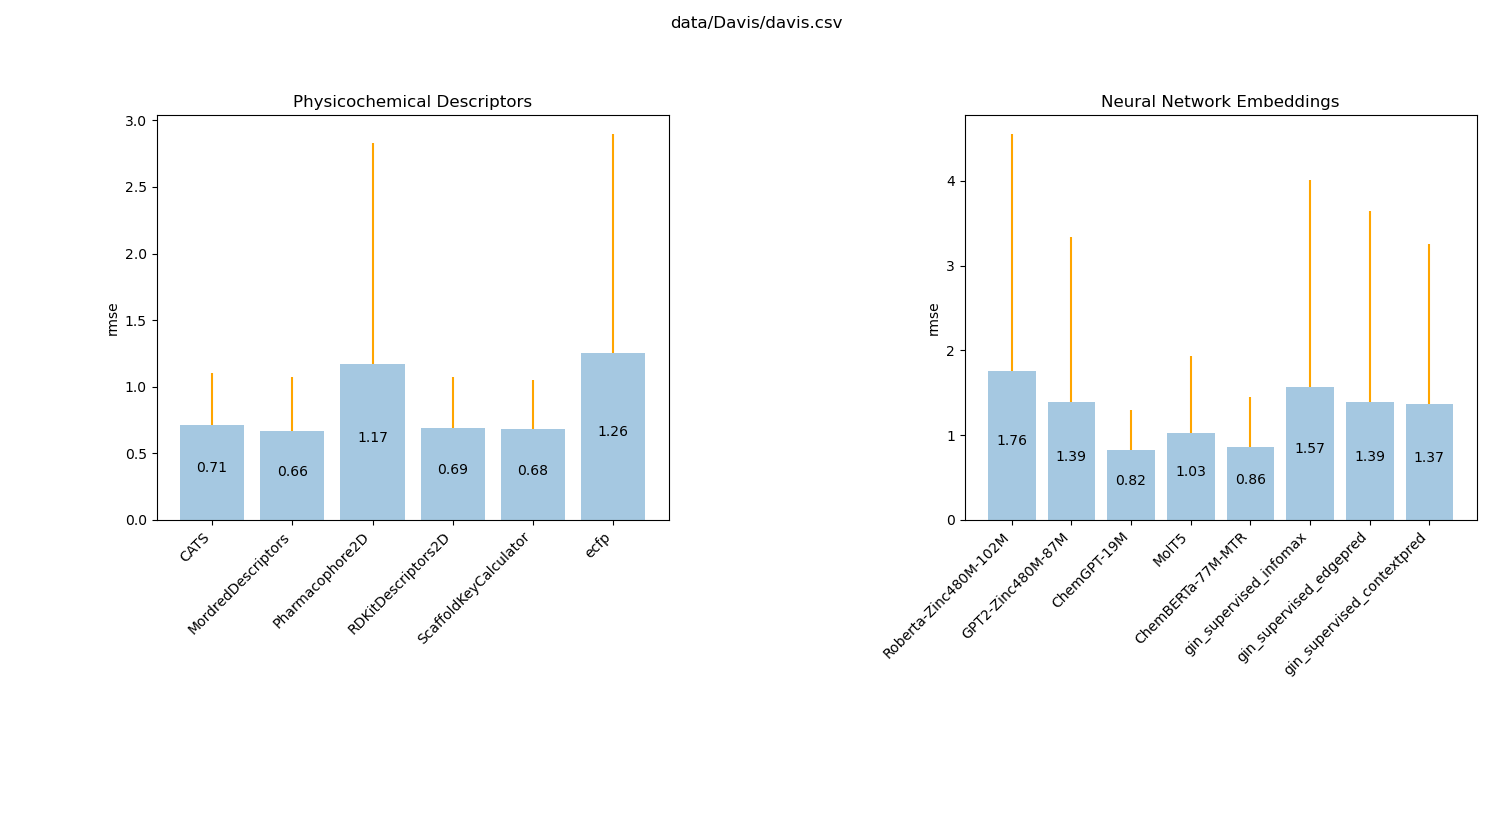 data/Davis/davis.csv
Physicochemical Descriptors
rmse
3.0
2.5
2.0
1.5
1.0
0.5
0.0
0.71
0.66
1.17
0.69
0.68
1.26
CATS
MordredDescriptors
Pharmacophore2D
RDKitDescriptors2D
ScaffoldKeyCalculator
ecfp
Neural Network Embeddings
rmse
4
3
2
1
0
1.76
1.39
0.82
1.03
0.86
1.57
1.39
1.37
Roberta-Zinc480M-102M
GPT2-Zinc480M-87M
ChemGPT-19M
MolT5
ChemBERTa-77M-MTR
gin_supervised_infomax
gin_supervised_edgepred
gin_supervised_contextpred